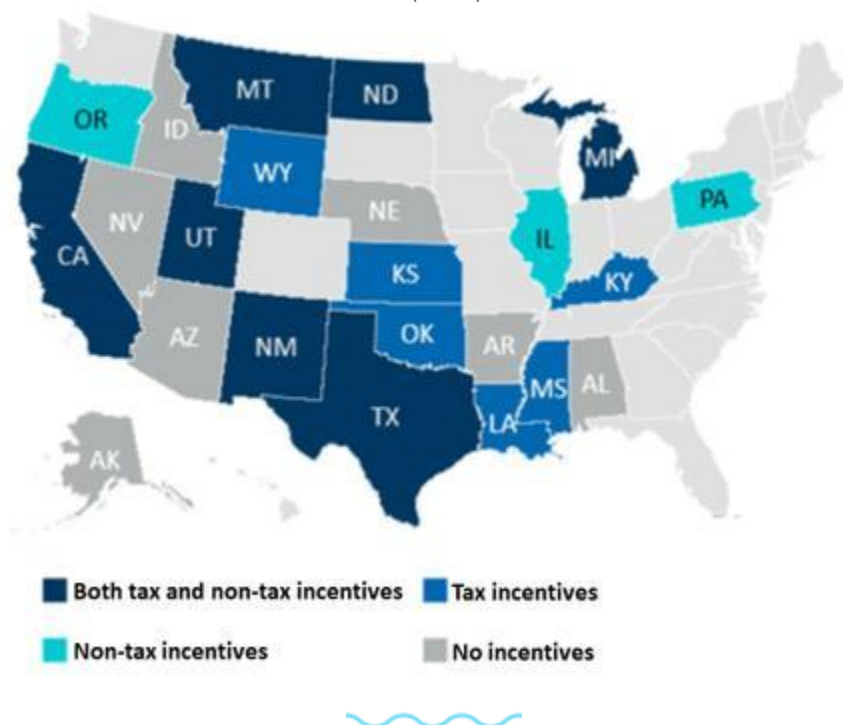 MT
ND
OR
ID
MI
WY
PA
NE
NV
IL
UT
CA
KS
KY
OK
AZ
NM
AR
MS
AL
TX
LA
AK
Both tax and non-tax incentives
Tax incentives
Non-tax incentives
No incentives